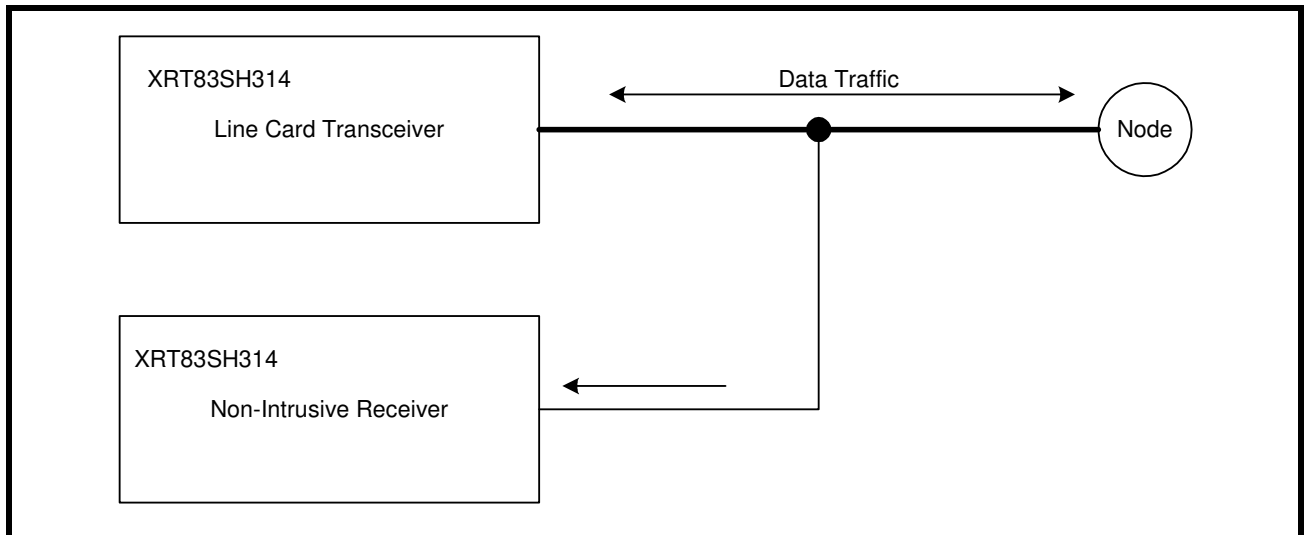 XRT83SH314
Line Card Transceiver
Data Traffic
Node
XRT83SH314
Non-Intrusive Receiver